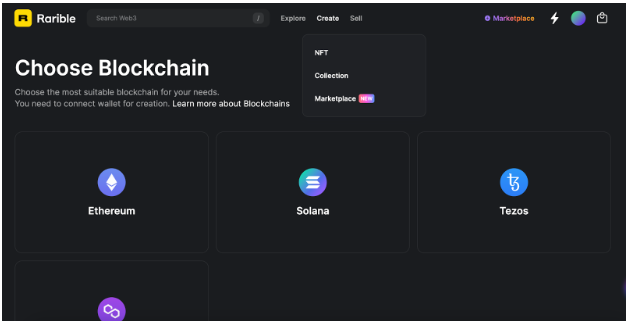 R Rarible
Search Web3
/
Explore Create Sell
Marketplace
NFT
Collection
Marketplace NEW
Choose Blockchain
Choose the most suitable blockchain for your needs.
You need to connect wallet for creation. Learn more about Blockchains
Ethereum
Solana
Tezos